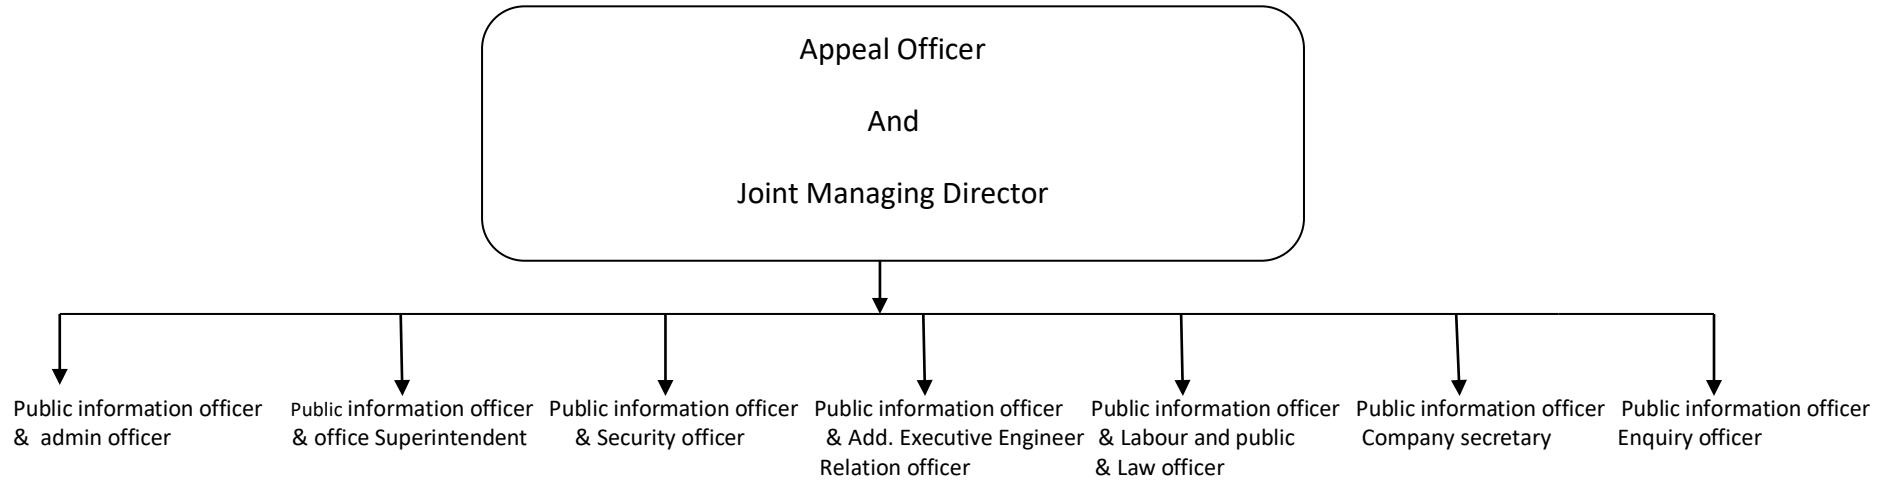 Appeal Officer
And
Joint Managing Director
Public information officer
& admin officer
Public information officer
& office Superintendent
Public information officer
& Security officer
Public information officer
& Add. Executive Engineer
Relation officer
Public information officer
& Labour and public
& Law officer
Public information officer
Company secretary
Public information officer
Enquiry officer